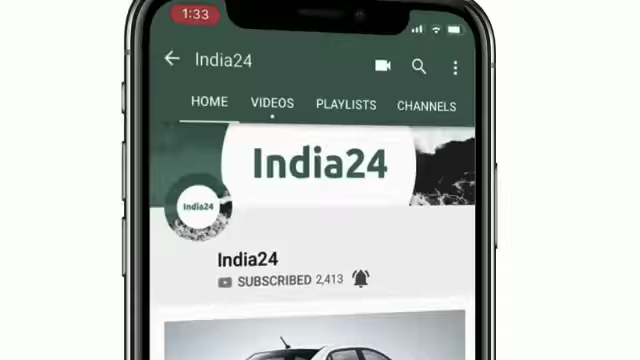 1:33
India24
HOME VIDEOS PLAYLISTS CHANNELS
India24
India24
India24
SUBSCRIBED 2,413